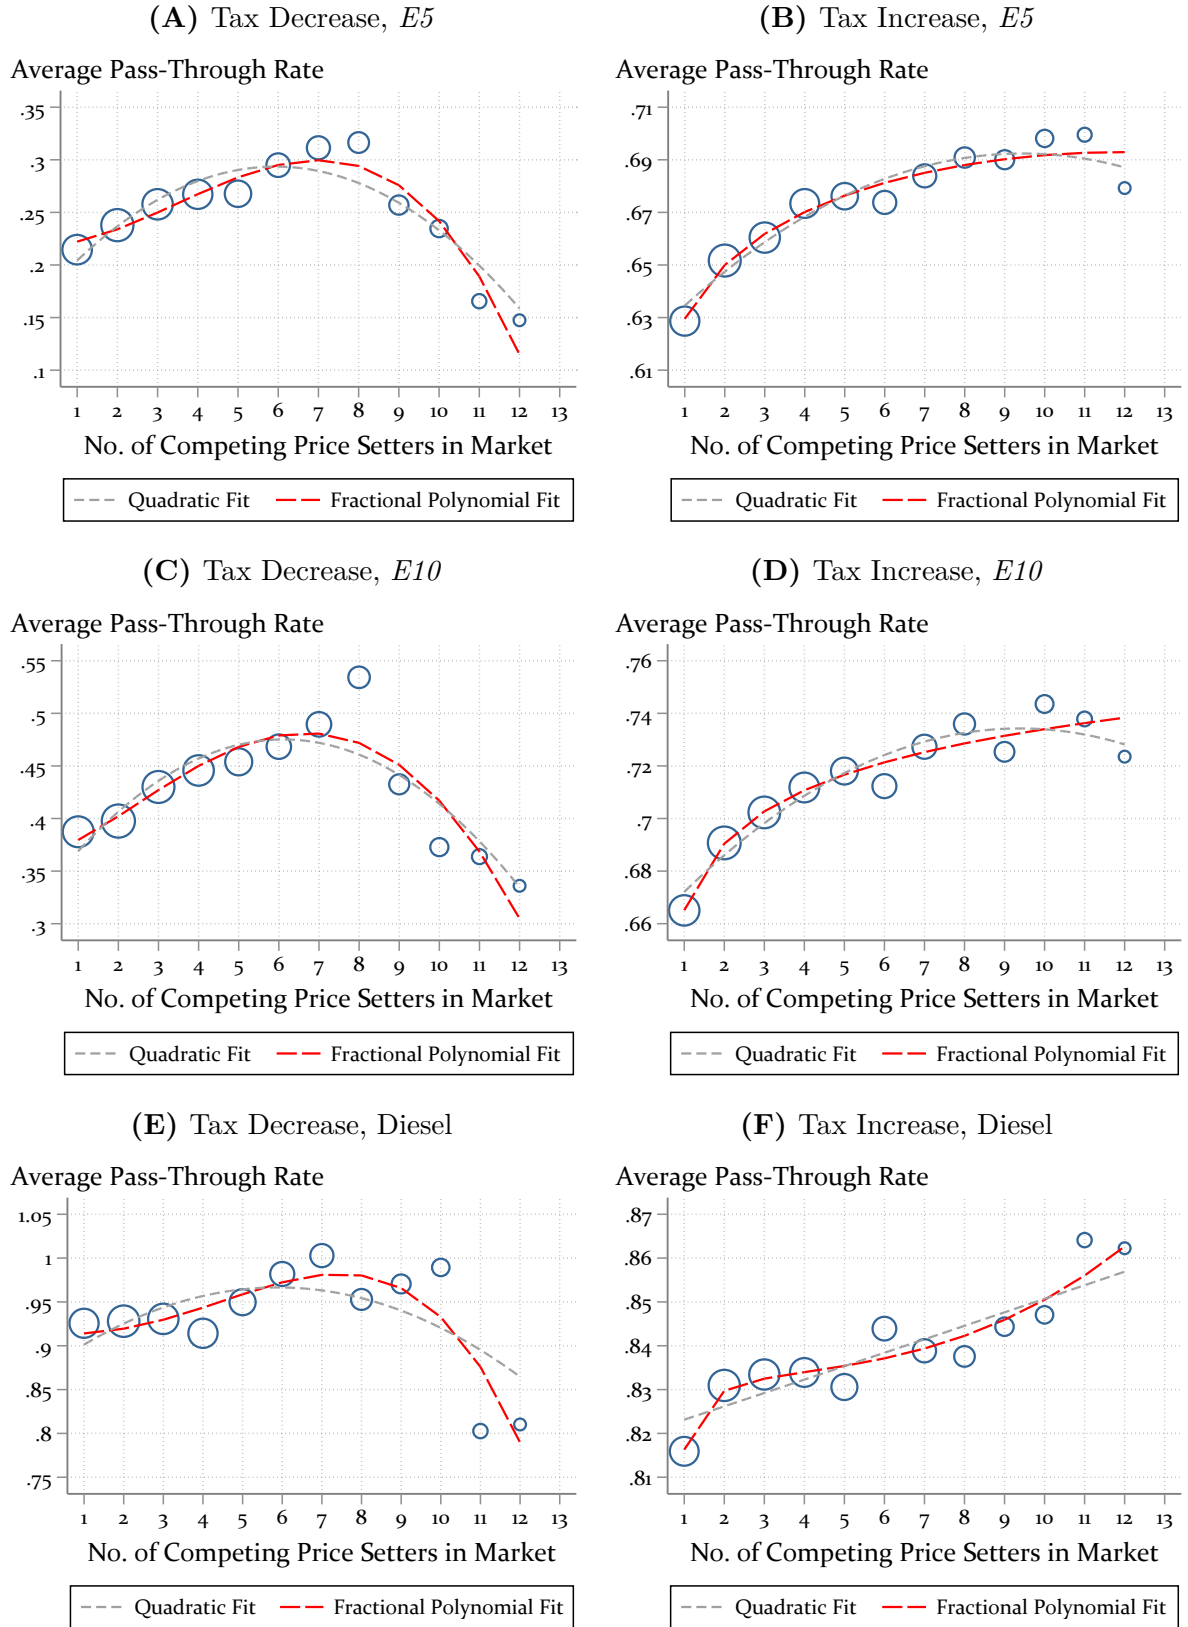 (A) Tax Decrease, E5
Average Pass-Through Rate
.35
.3
.25
.2
.15
.1
1 2 3 4 5 6 7 8 9 10 11 12 13
No. of Competing Price Setters in Market
Quadratic Fit Fractional Polynomial Fit
(B) Tax Increase, E5
Average Pass-Through Rate
.71
.69
.67
.65
.63
.61
1 2 3 4 5 6 7 8 9 10 11 12 13
No. of Competing Price Setters in Market
Quadratic Fit Fractional Polynomial Fit
(C) Tax Decrease, E10
Average Pass-Through Rate
.55
.5
.45
.4
.35
.3
1 2 3 4 5 6 7 8 9 10 11 12 13
No. of Competing Price Setters in Market
Quadratic Fit Fractional Polynomial Fit
(D) Tax Increase, E10
Average Pass-Through Rate
.76
.74
.72
.7
.68
.66
1 2 3 4 5 6 7 8 9 10 11 12 13
No. of Competing Price Setters in Market
Quadratic Fit Fractional Polynomial Fit
(E) Tax Decrease, Diesel
Average Pass-Through Rate
1.05
1
.95
.9
.85
.8
.75
1 2 3 4 5 6 7 8 9 10 11 12 13
No. of Competing Price Setters in Market
Quadratic Fit Fractional Polynomial Fit
(F) Tax Increase, Diesel
Average Pass-Through Rate
.87
.86
.85
.84
.83
.82
.81
1 2 3 4 5 6 7 8 9 10 11 12 13
No. of Competing Price Setters in Market
Quadratic Fit Fractional Polynomial Fit